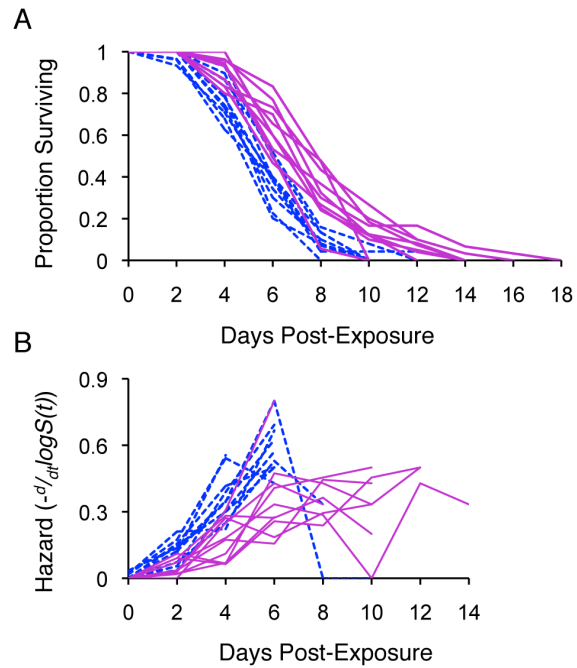 A
Proportion Surviving
1
0.8
0.6
0.4
0.2
0
0 2 4 6 8 10 12 14 16 18
Days Post-Exposure
B
Hazard (-d/dtlogS(t))
0.9
0.6
0.3
0
0 2 4 6 8 10 12 14
Days Post-Exposure